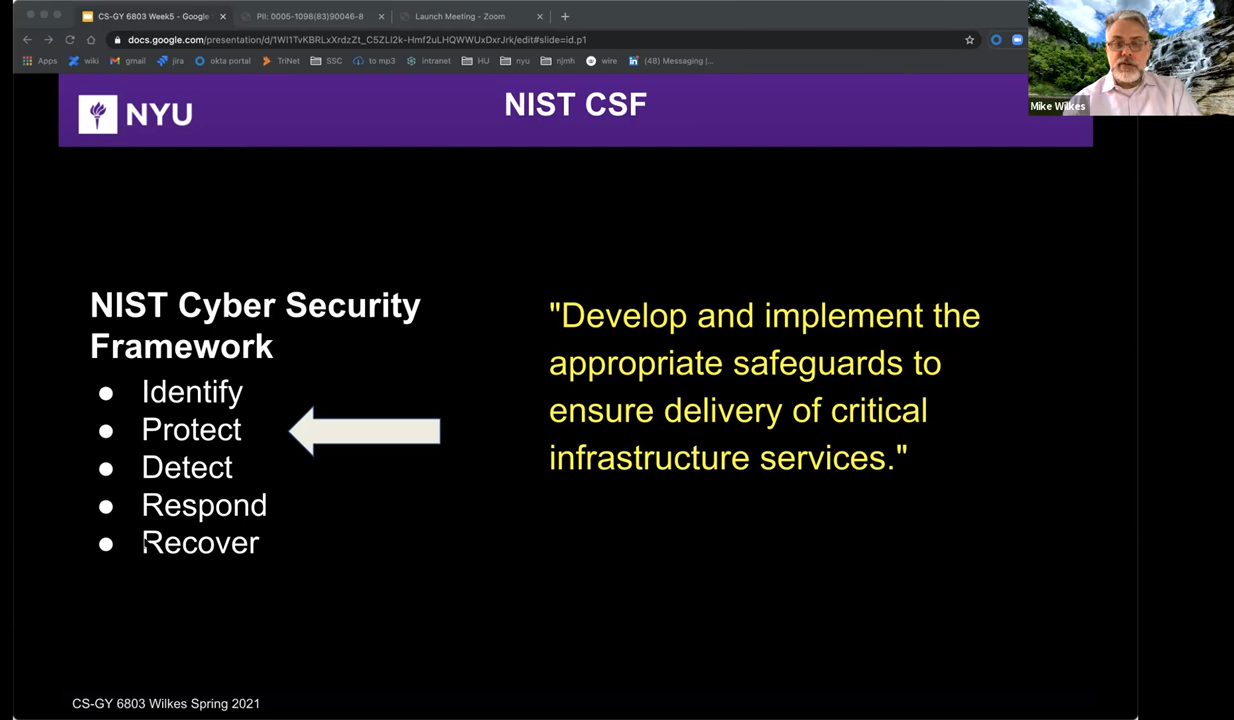 CS-GY 6803 Week5 - Google
PII: 0005-1098(83)90046-8
Launch Meeting - Zoom
docs.google.com/presentation/d/1WI1TvKBRLxXrdzZt_C5ZLI2k-Hmf2uLHQWWUxDxrJrk/edit#slide=id.p1
Apps wiki gmail jira okta portal TriNet SSC to mp3 intranet HU nyu njmh wire (48) Messaging |...
Mike Wilkes
NYU
NIST CSF
NIST Cyber Security
Framework
● Identify
● Protect
● Detect
● Respond
● Recover
"Develop and implement the
appropriate safeguards to
ensure delivery of critical
infrastructure services."
CS-GY 6803 Wilkes Spring 2021